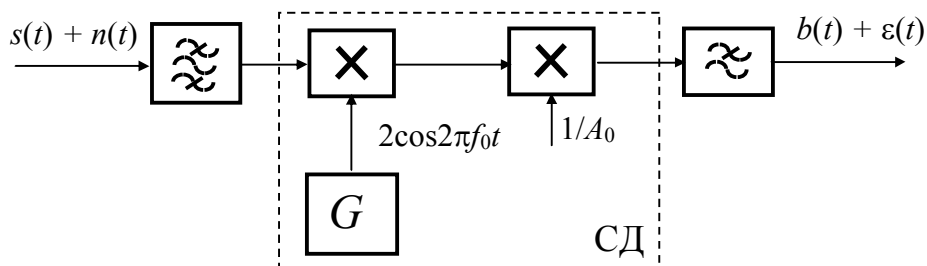 s(t) + n(t)
b(t) + ε(t)
2cos2πf₀t
1/A₀
G
СД